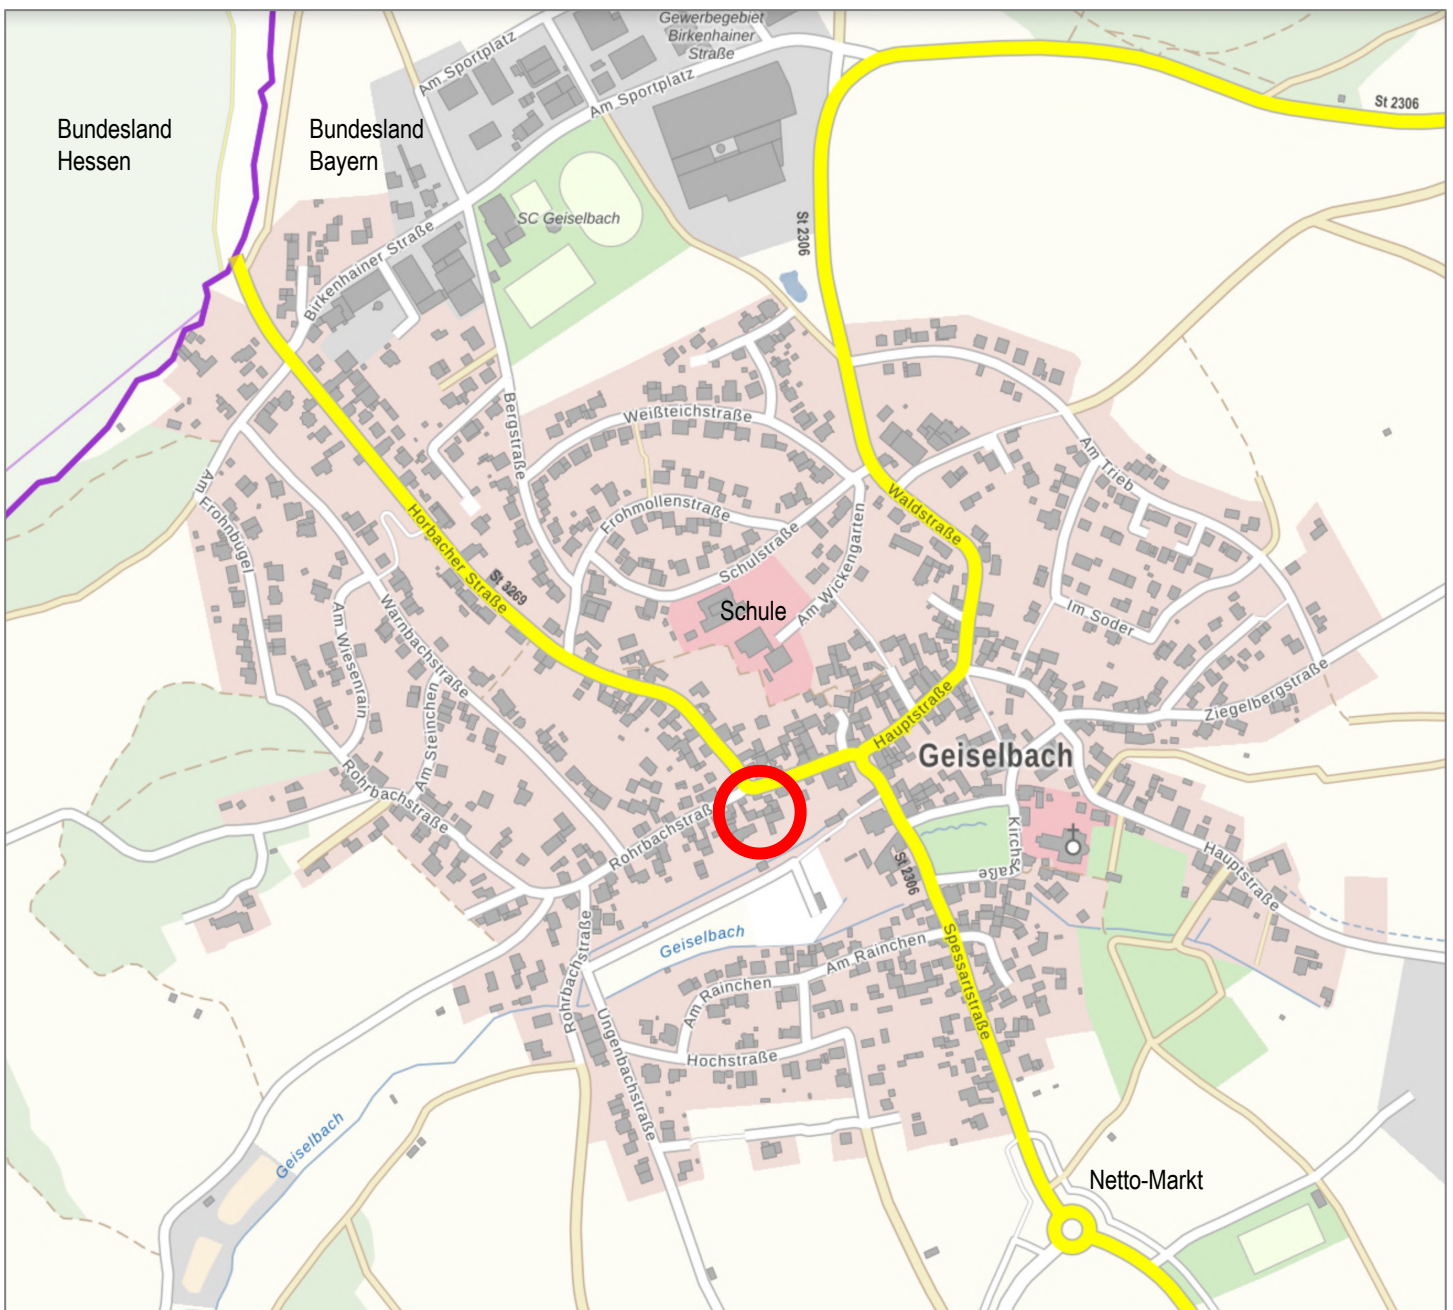 Gewerbegebiet
Birkenhainer
Straße
Am Sportplatz
Am Sportplatz
St 2306
Bundesland
Hessen
Bundesland
Bayern
SC Geiselbach
St 2306
Birkenhainer Straße
Bergstraße
Weißteichstraße
Am Trieb
Am Frohnbügel
Horbacher Straße
Frohmollenstraße
Waldstraße
Schulstraße
St 3269
Am Wickengarten
Schule
Am Wiesenrain
Warnbachstraße
Im Soder
Am Steinchen
Ziegelbergstraße
Hauptstraße
Geiselbach
Rohrbachstraße
Rohrbachstraße
Kirchstraße
St 2306
Hauptstraße
Geiselbach
Am Rainchen
Am Rainchen
Spessartstraße
Rohrbachstraße
Ungenbachstraße
Hochstraße
Geiselbach
Netto-Markt